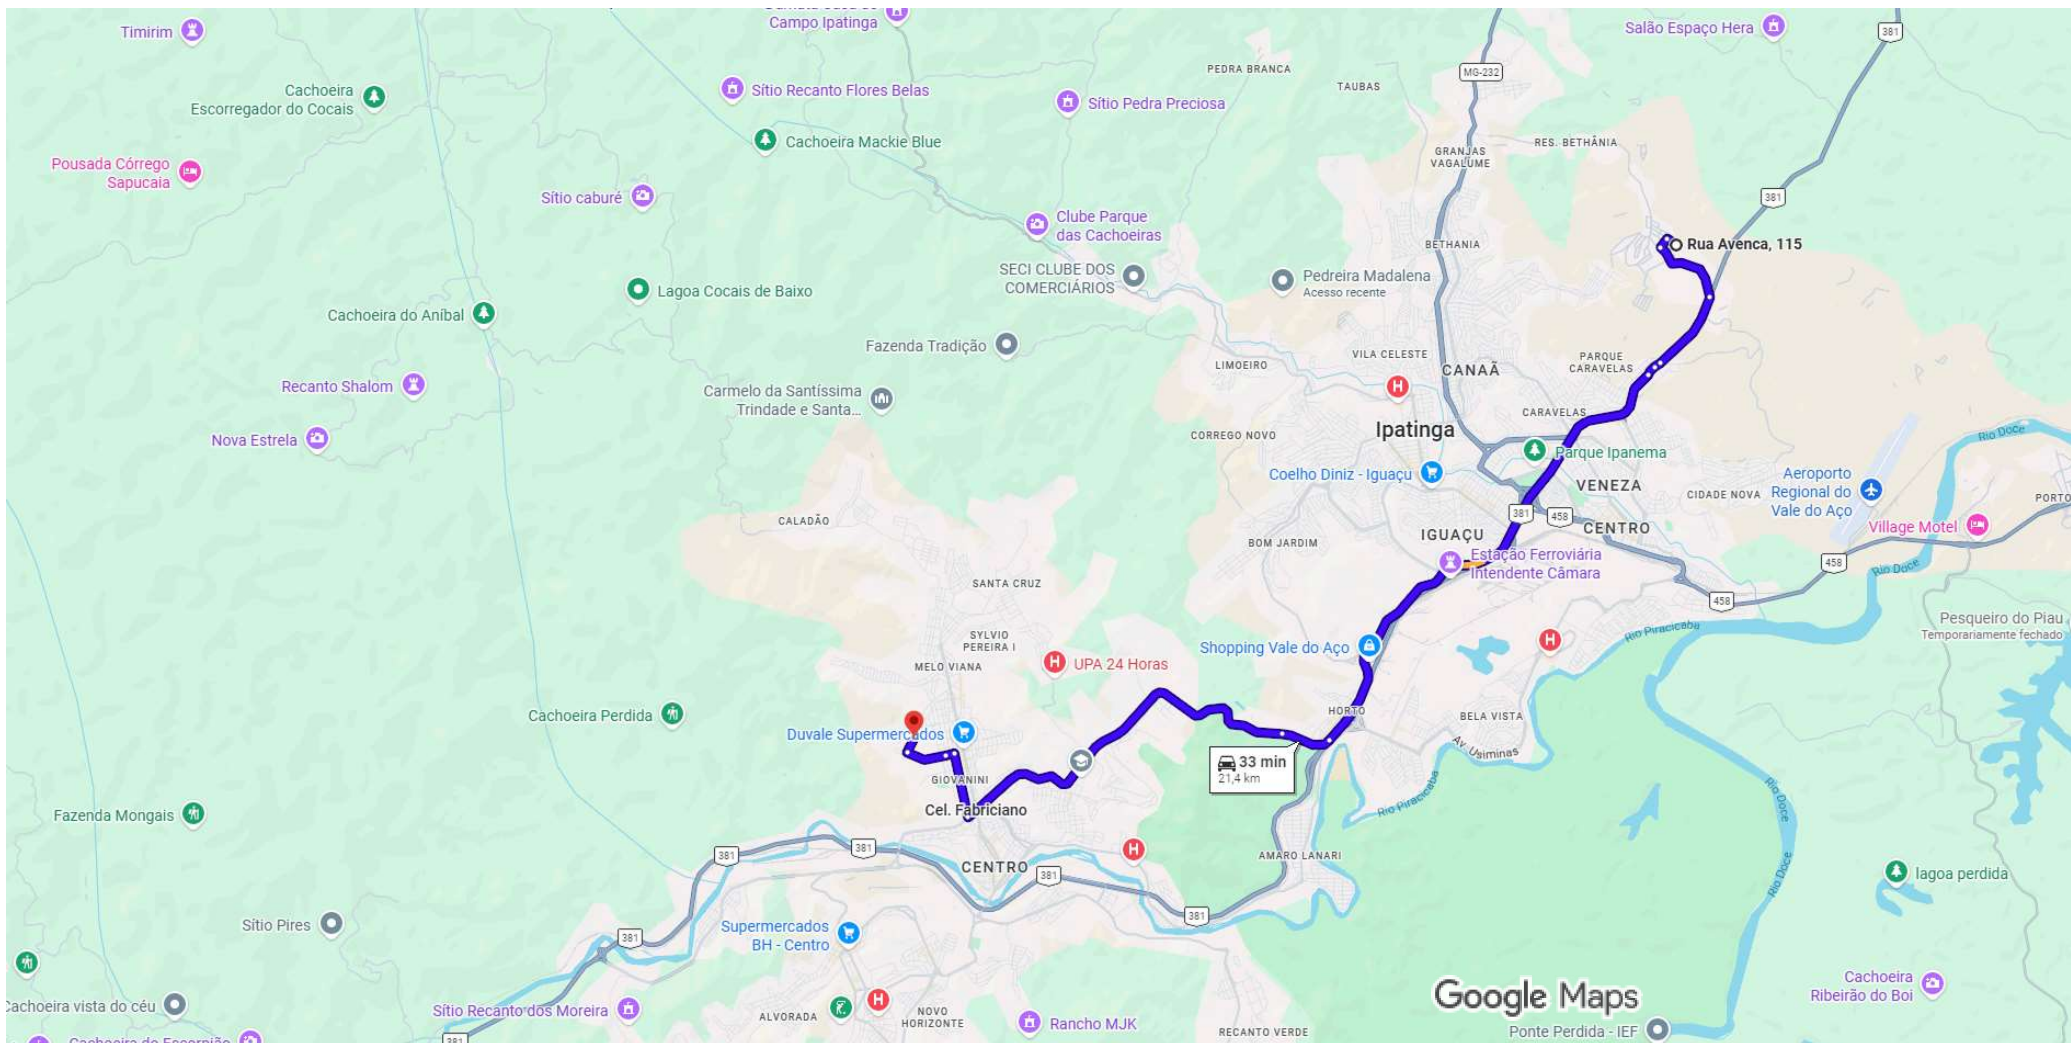 Campo Ipatinga
Timirim
Salão Espaço Hera
381
MG-232
PEDRA BRANCA
TAUBAS
Cachoeira
Escorregador do Cocais
Sítio Recanto Flores Belas
Sítio Pedra Preciosa
Cachoeira Mackie Blue
RES. BETHÂNIA
GRANJAS
VAGALUME
Pousada Córrego
Sapucaia
Sítio caburé
381
Clube Parque
das Cachoeiras
BETHANIA
Rua Avenca, 115
SECI CLUBE DOS
COMERCIÁRIOS
Pedreira Madalena
Acesso recente
Lagoa Cocais de Baixo
Cachoeira do Aníbal
Fazenda Tradição
VILA CELESTE
LIMOEIRO
CANAÃ
PARQUE
CARAVELAS
Recanto Shalom
Carmelo da Santíssima
Trindade e Santa...
H
CARAVELAS
Nova Estrela
CORREGO NOVO
Ipatinga
Rio Doce
Parque Ipanema
Coelho Diniz - Iguaçu
VENEZA
CIDADE NOVA
Aeroporto
Regional do
Vale do Aço
PORTO
CALADÃO
381
458
CENTRO
Village Motel
IGUAÇU
BOM JARDIM
Estação Ferroviária
Intendente Câmara
458
Rio Doce
SANTA CRUZ
458
Pesqueiro do Piau
Temporariamente fechado
SYLVIO
PEREIRA I
Rio Piracicaba
H
Shopping Vale do Aço
MELO VIANA
H
UPA 24 Horas
Cachoeira Perdida
HORTO
BELA VISTA
Duvale Supermercados
Av. Usiminas
33 min
21,4 km
GIOVANINI
Rio Piracicaba
Rio Doce
Cel. Fabriciano
Fazenda Mongais
381
381
H
AMARO LANARI
CENTRO
381
Rio Doce
lagoa perdida
381
Sítio Pires
381
Supermercados
BH - Centro
Cachoeira
Ribeirão do Boi
Cachoeira vista do céu
Sítio Recanto dos Moreira
H
ALVORADA
NOVO
HORIZONTE
Rancho MJK
RECANTO VERDE
Google Maps
Ponte Perdida - IEF
381